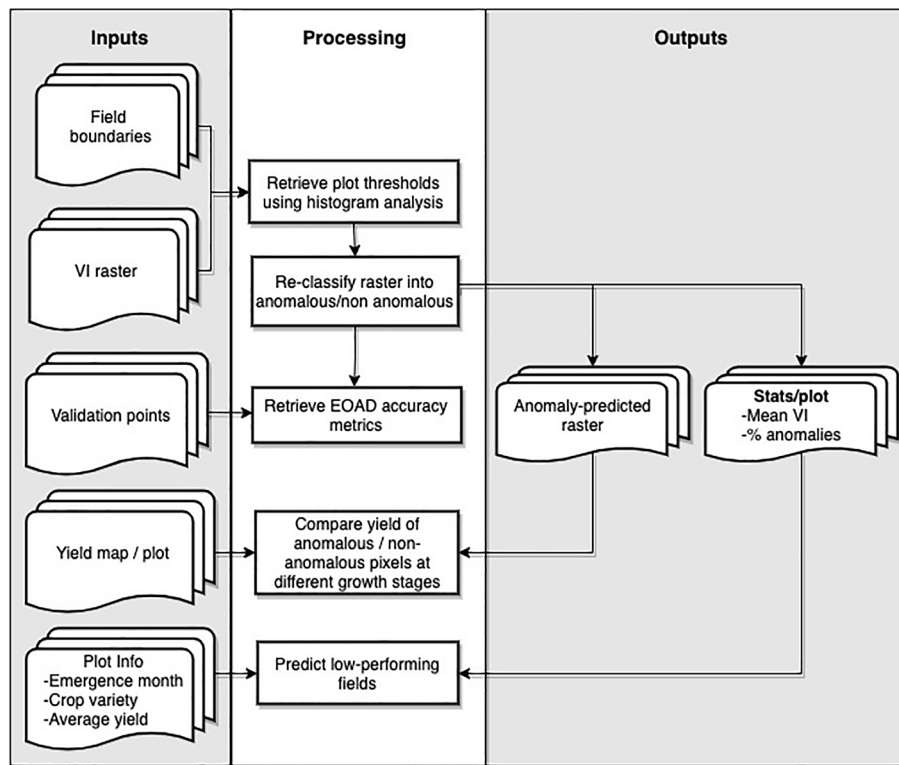 Inputs
Processing
Outputs
Field
boundaries
Retrieve plot thresholds
using histogram analysis
VI raster
Re-classify raster into
anomalous/non anomalous
Validation points
Retrieve EOAD accuracy
metrics
Anomaly-predicted
raster
Stats/plot
-Mean VI
-% anomalies
Yield map / plot
Compare yield of
anomalous / non-
anomalous pixels at
different growth stages
Plot Info
-Emergence month
-Crop variety
-Average yield
Predict low-performing
fields